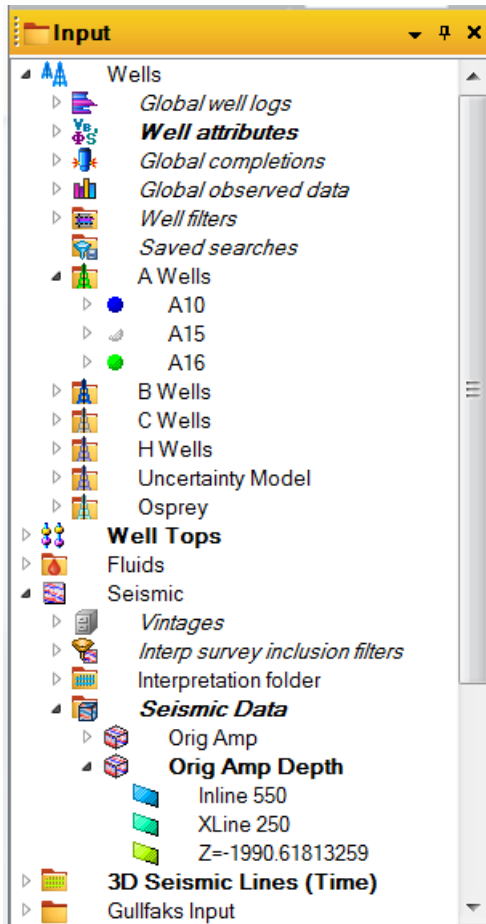 Input
Wells
Global well logs
Well attributes
Global completions
Global observed data
Well filters
Saved searches
A Wells
A10
A15
A16
B Wells
C Wells
H Wells
Uncertainty Model
Osprey
Well Tops
Fluids
Seismic
Vintages
Interp survey inclusion filters
Interpretation folder
Seismic Data
Orig Amp
Orig Amp Depth
Inline 550
XLine 250
Z=-1990.61813259
3D Seismic Lines (Time)
Gullfaks Input